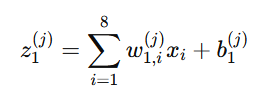 z_1^{(j)} = \sum_{i=1}^{8} w_{1,i}^{(j)} x_i + b_1^{(j)}